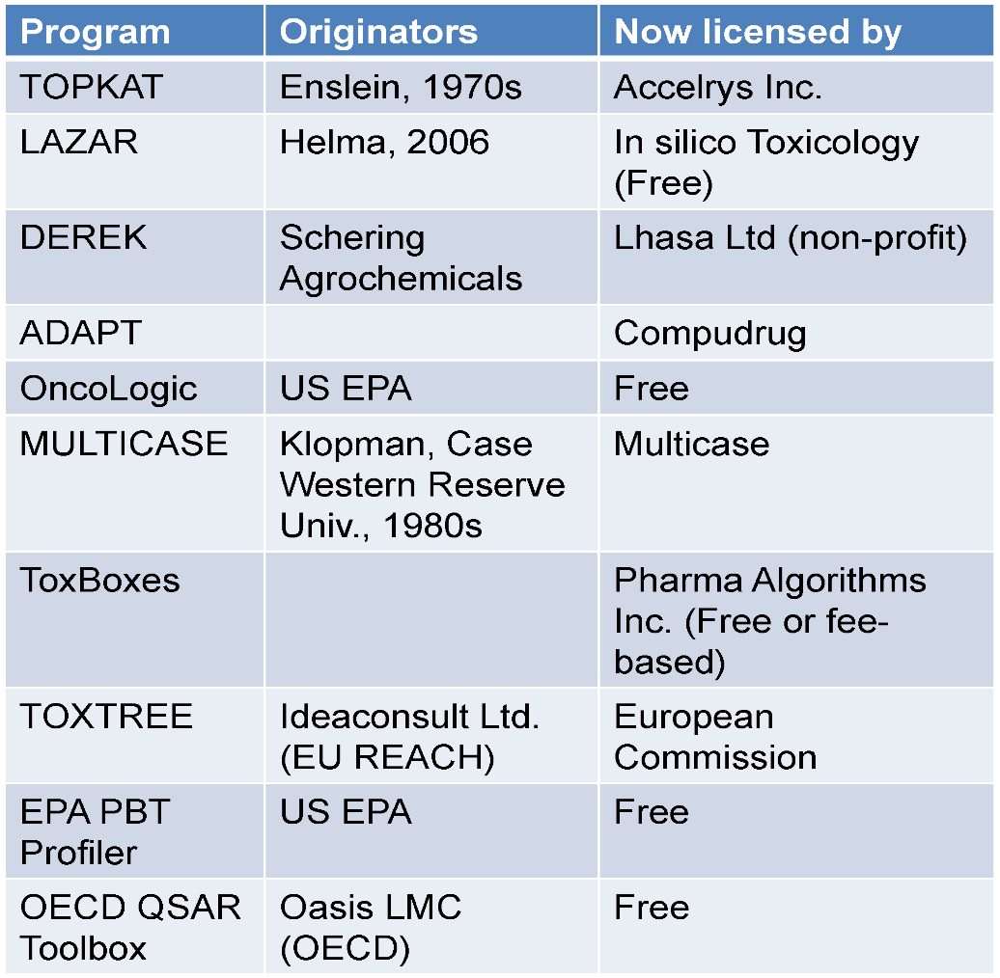 Program Originators Now licensed by
TOPKAT Enslein, 1970s Accelrys Inc.
LAZAR Helma, 2006 In silico Toxicology
(Free)
DEREK Schering Lhasa Ltd (non-profit)
Agrochemicals
ADAPT Compudrug
OncoLogic US EPA Free
MULTICASE Klopman, Case Multicase
Western Reserve
Univ., 1980s
ToxBoxes Pharma Algorithms
Inc. (Free or fee-
based)
TOXTREE Ideaconsult Ltd. European
(EU REACH) Commission
EPA PBT US EPA Free
Profiler
OECD QSAR Oasis LMC Free
Toolbox (OECD)